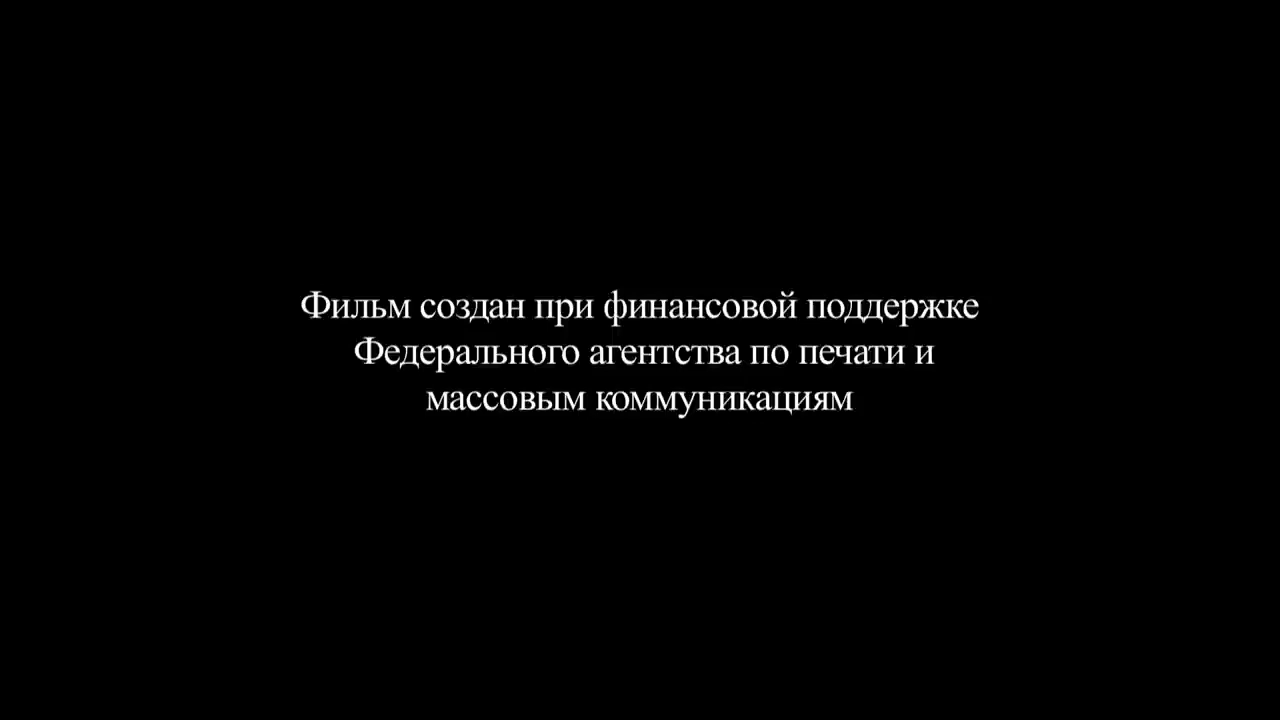 Фильм создан при финансовой поддержке
Федерального агентства по печати и
массовым коммуникациям